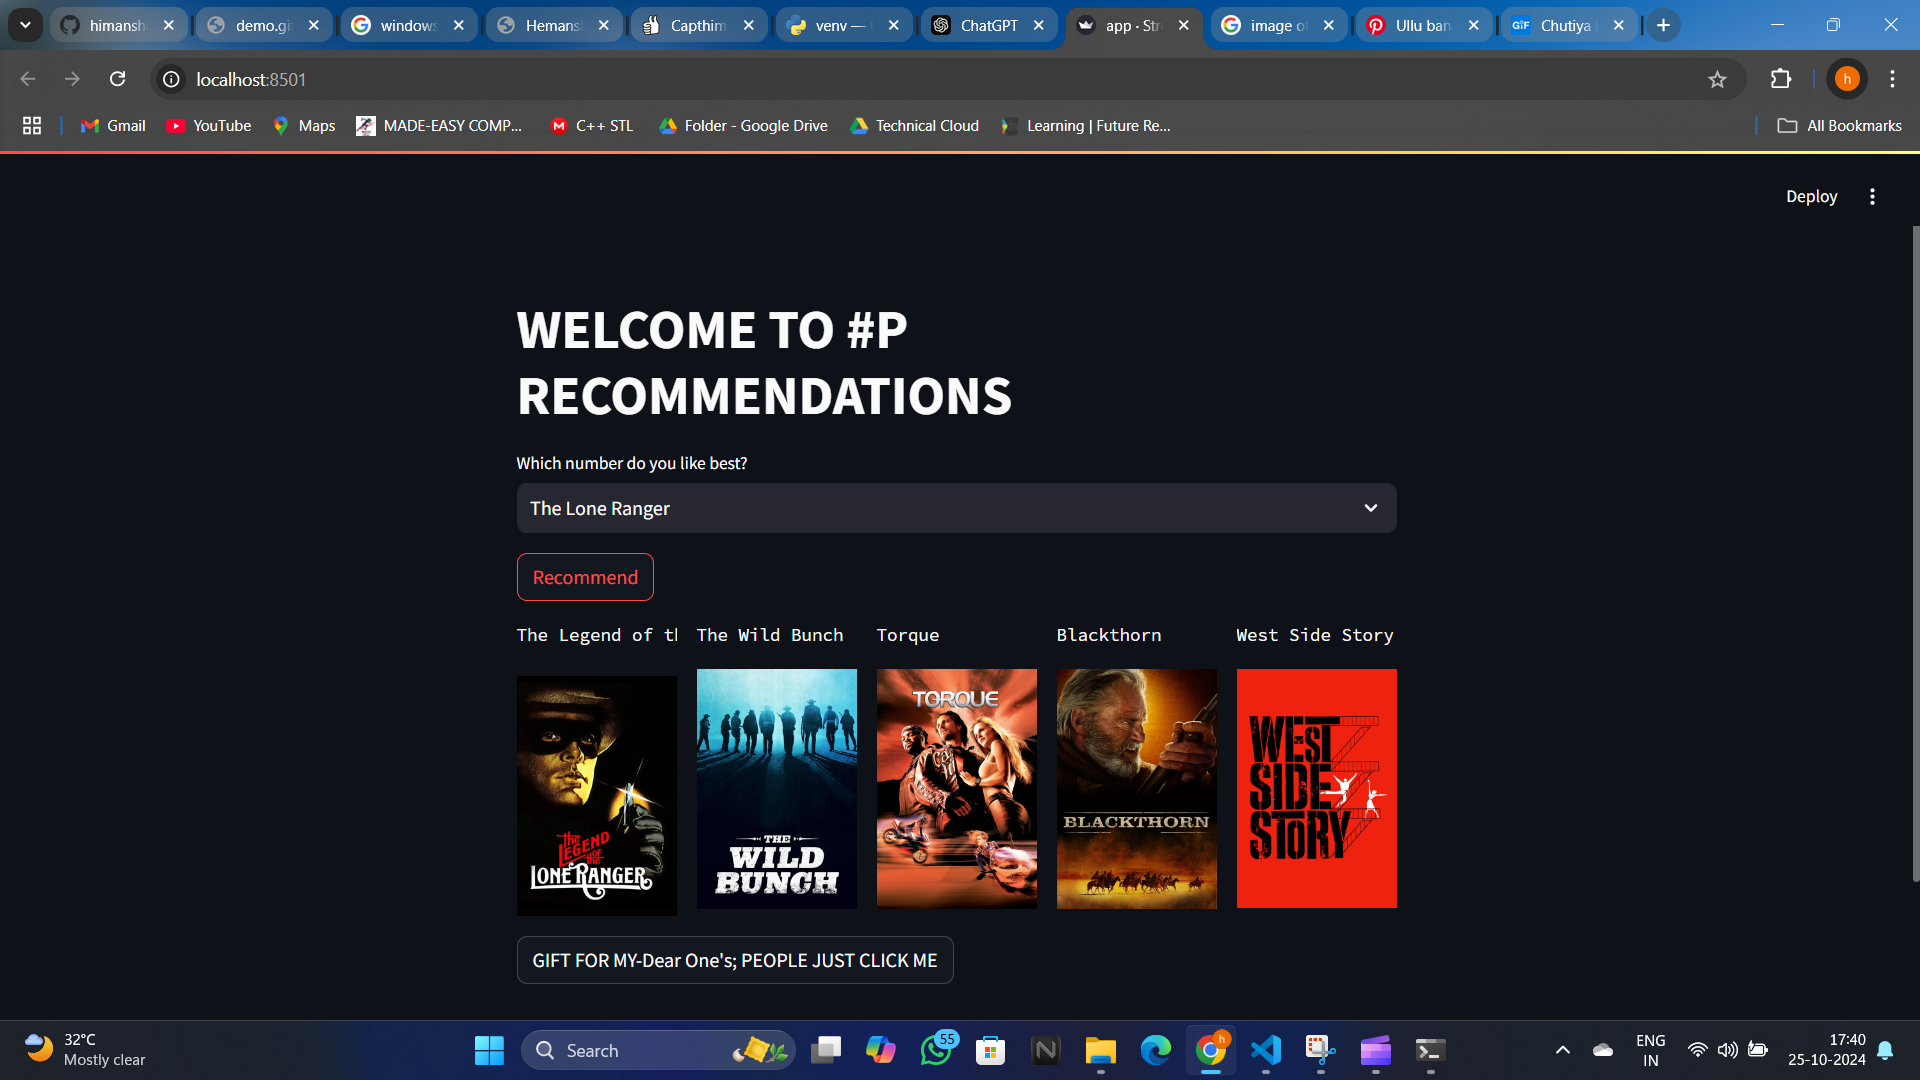 himansh
demo.gi
windows
Hemans
Capthim
venv —
ChatGPT
app · Str
image o
Ullu ban
GIF Chutiya
localhost:8501
h
Gmail
YouTube
Maps
MADE-EASY COMP...
C++ STL
Folder - Google Drive
Technical Cloud
Learning | Future Re...
All Bookmarks
Deploy
WELCOME TO #P
RECOMMENDATIONS
Which number do you like best?
The Lone Ranger
Recommend
The Legend of th
The Wild Bunch
Torque
Blackthorn
West Side Story
THE LEGEND OF THE LONE RANGER
THE WILD BUNCH
TORQUE
BLACKTHORN
WEST SIDE STORY
GIFT FOR MY-Dear One's; PEOPLE JUST CLICK ME
32°C
Mostly clear
Search
55
h
ENG
IN
17:40
25-10-2024